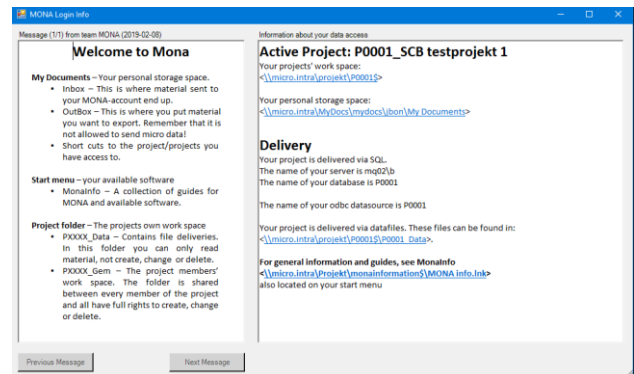 MONA Login Info
Message (1/1) from team MONA (2019-02-08)
Welcome to Mona
My Documents – Your personal storage space.
• Inbox – This is where material sent to
your MONA-account end up.
• OutBox – This is where you put material
you want to export. Remember that it is
not allowed to send micro data!
• Short cuts to the project/projects you
have access to.
Start menu – your available software
• MonaInfo – A collection of guides for
MONA and available software.
Project folder – The projects own work space
• PXXXX_Data – Contains file deliveries.
In this folder you can only read
material, not create, change or delete.
• PXXXX_Gem – The project members'
work space. The folder is shared
between every member of the project
and all have full rights to create, change
or delete.
Information about your data access
Active Project: P0001_SCB testprojekt 1
Your projects' work space:
<\\micro.intra\projekt\P0001$>
Your personal storage space:
<\\micro.intra\MyDocs\mydocs\jbon\My Documents>
Delivery
Your project is delivered via SQL.
The name of your server is mq02\b
The name of your database is P0001
The name of your odbc datasource is P0001
Your project is delivered via datafiles. These files can be found in:
<\\micro.intra\projekt\P0001$\P0001_Data>.
For general information and guides, see MonaInfo
<\\micro.intra\Projekt\monainformation$\MONA info.lnk>
also located on your start menu
Previous Message
Next Message